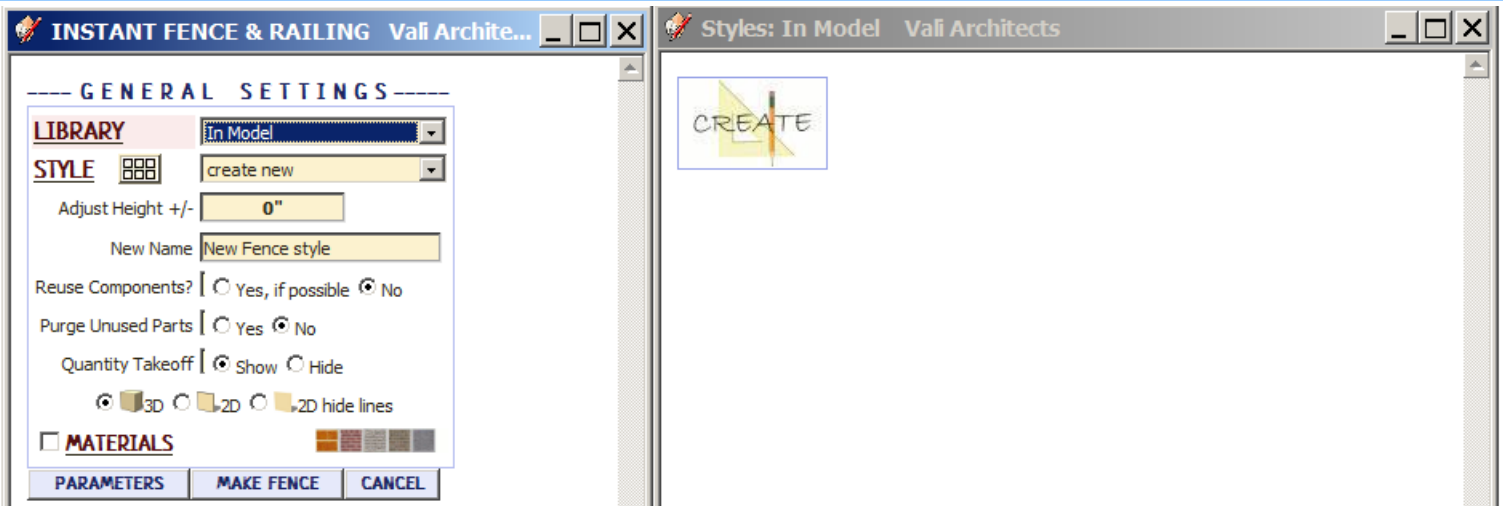 INSTANT FENCE & RAILING Vali Archite...
---- GENERAL SETTINGS-----
LIBRARY In Model
STYLE create new
Adjust Height +/- 0"
New Name New Fence style
Reuse Components? Yes, if possible No
Purge Unused Parts Yes No
Quantity Takeoff Show Hide
3D 2D 2D hide lines
MATERIALS
PARAMETERS MAKE FENCE CANCEL
Styles: In Model Vali Architects
CREATE